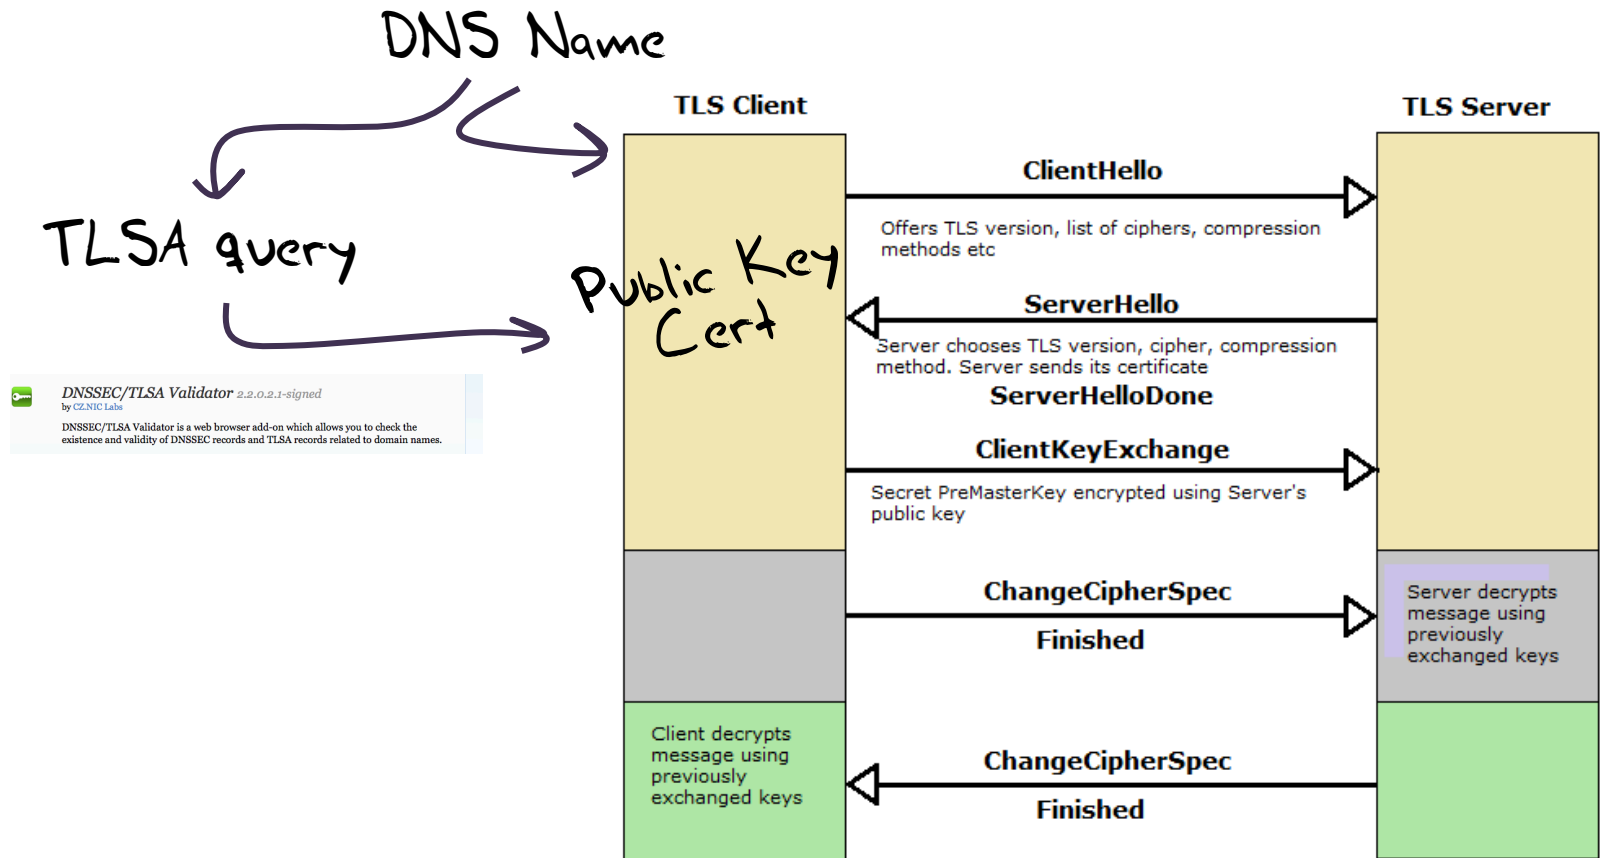 DNS Name
TLSA query
Public Key
Cert
DNSSEC/TLSA Validator 2.2.0.2.1-signed
by CZ.NIC Labs
DNSSEC/TLSA Validator is a web browser add-on which allows you to check the
existence and validity of DNSSEC records and TLSA records related to domain names.
TLS Client
TLS Server
ClientHello
Offers TLS version, list of ciphers, compression
methods etc
ServerHello
Server chooses TLS version, cipher, compression
method. Server sends its certificate
ServerHelloDone
ClientKeyExchange
Secret PreMasterKey encrypted using Server's
public key
ChangeCipherSpec
Finished
Server decrypts
message using
previously
exchanged keys
Client decrypts
message using
previously
exchanged keys
ChangeCipherSpec
Finished